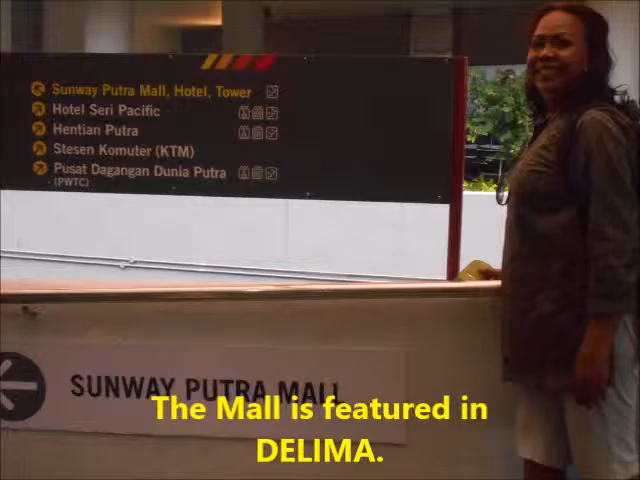 Sunway Putra Mall, Hotel, Tower
Hotel Seri Pacific
Hentian Putra
Stesen Komuter (KTM)
Pusat Dagangan Dunia Putra
(PWTC)
SUNWAY PUTRA MALL
The Mall is featured in
DELIMA.